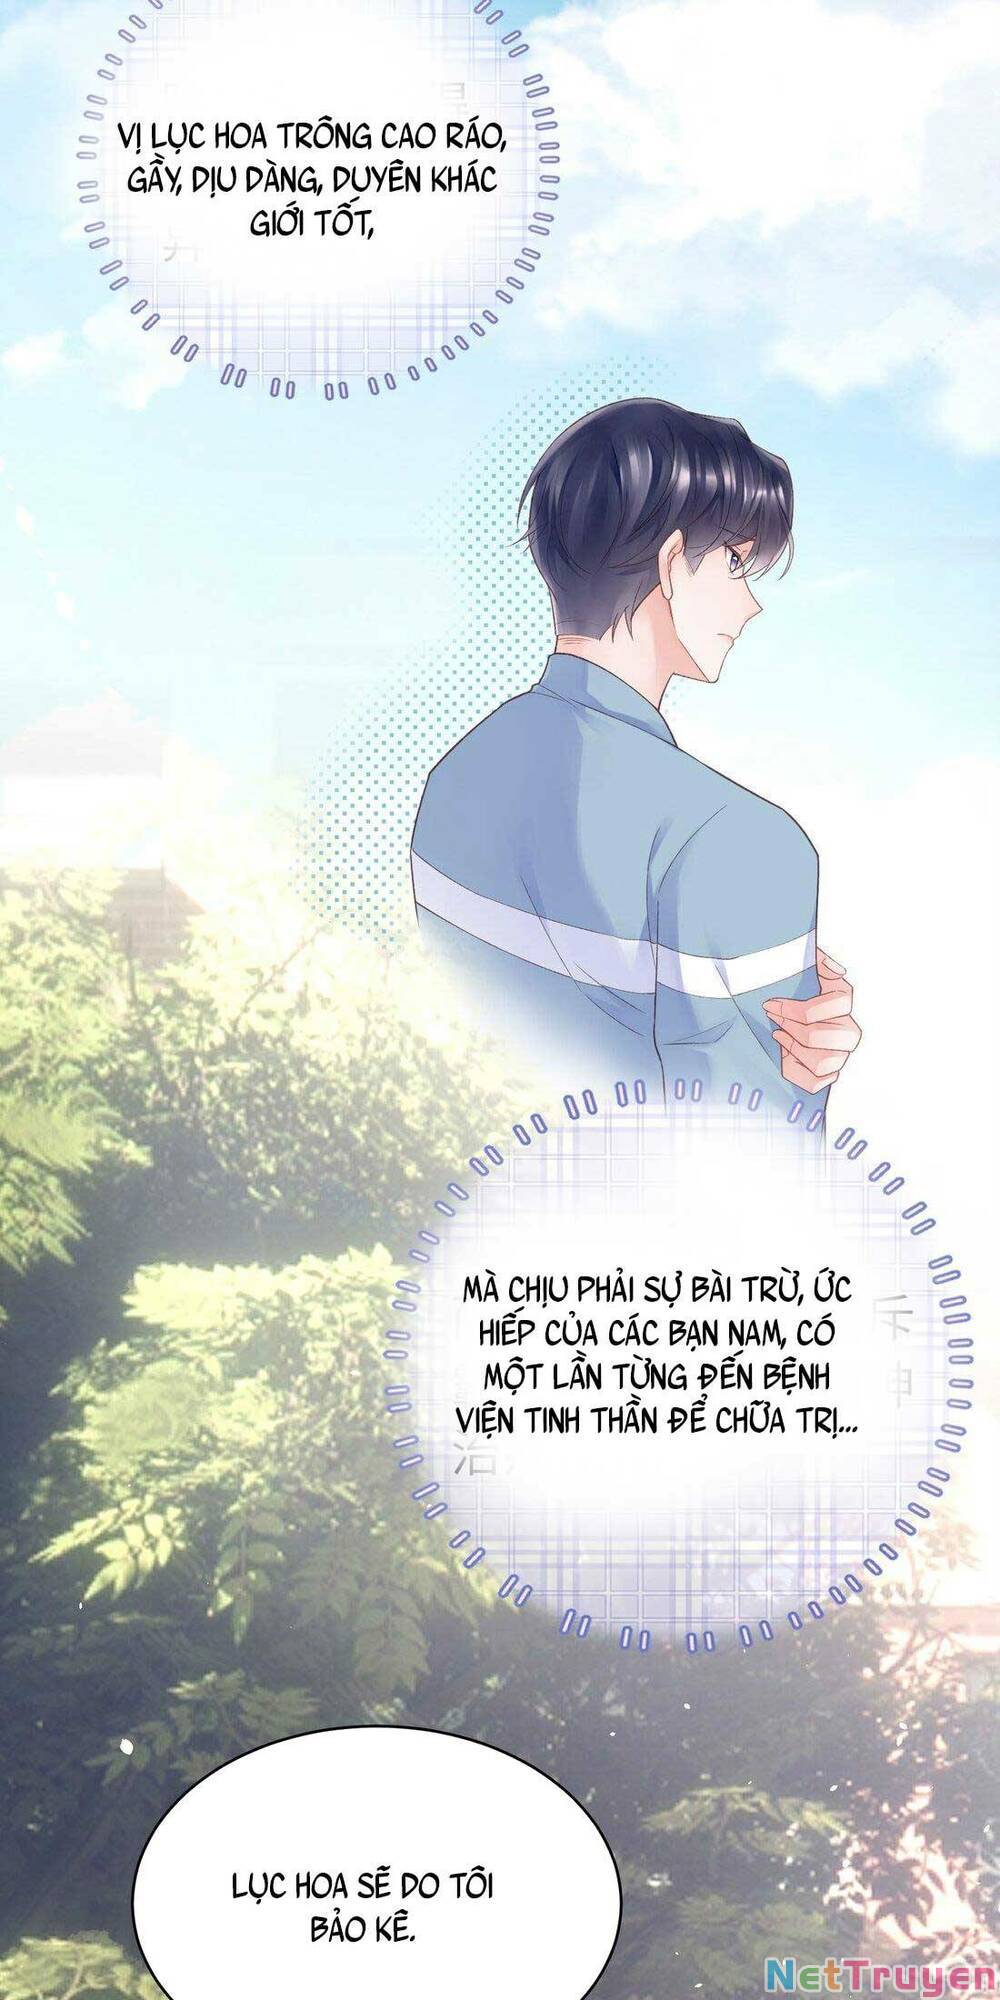 VỊ LỤC HOA TRÔNG CAO RÁO,
GẦY, DỊU DÀNG, DUYÊN KHÁC
GIỚI TỐT,
MÀ CHỊU PHẢI SỰ BÀI TRỪ, ỨC
HIẾP CỦA CÁC BẠN NAM, CÓ
MỘT LẦN TỪNG ĐẾN BỆNH
VIỆN TINH THẦN ĐỂ CHỮA TRỊ...
LỤC HOA SẼ DO TÔI
BẢO KÊ.
NETTRUYEN